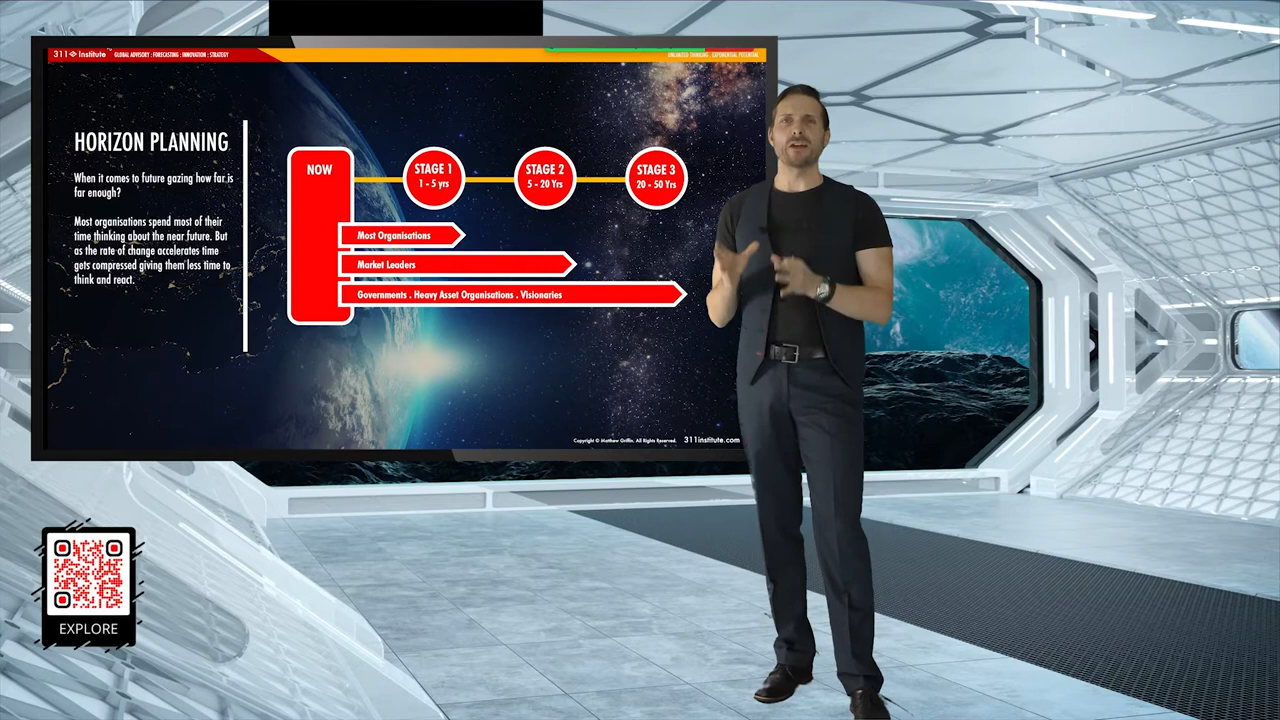 311 Institute
GLOBAL ADVISORY : FORECASTING : INNOVATION : STRATEGY
UNLIMITED THINKING . EXPONENTIAL POTENTIAL
HORIZON PLANNING
When it comes to future gazing how far is
far enough?
Most organisations spend most of their
time thinking about the near future. But
as the rate of change accelerates time
gets compressed giving them less time to
think and react.
NOW
STAGE 1
1 - 5 yrs
STAGE 2
5 - 20 Yrs
STAGE 3
20 - 50 Yrs
Most Organisations
Market Leaders
Governments . Heavy Asset Organisations . Visionaries
Copyright © Matthew Griffin. All Rights Reserved. 311institute.com
EXPLORE